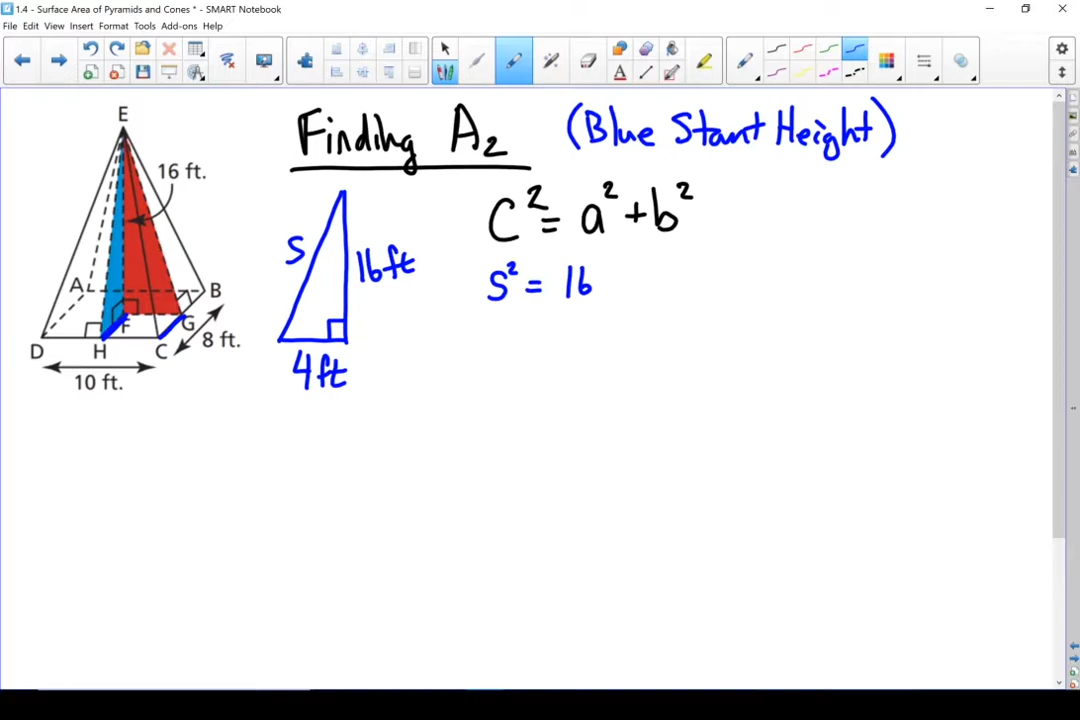 1.4 - Surface Area of Pyramids and Cones * - SMART Notebook
File Edit View Insert Format Tools Add-ons Help
E
16 ft.
A
B
F
G
8 ft.
D
H
C
10 ft.
Finding A₂ (Blue Stant Height)
C² = a² + b²
S
16ft
S² = 16
4ft